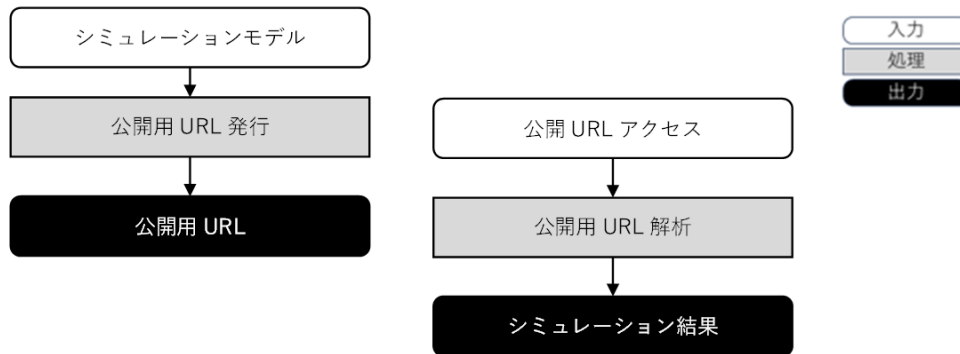 シミュレーションモデル
公開用 URL 発行
公開用 URL
公開 URL アクセス
公開用 URL 解析
シミュレーション結果
入力
処理
出力